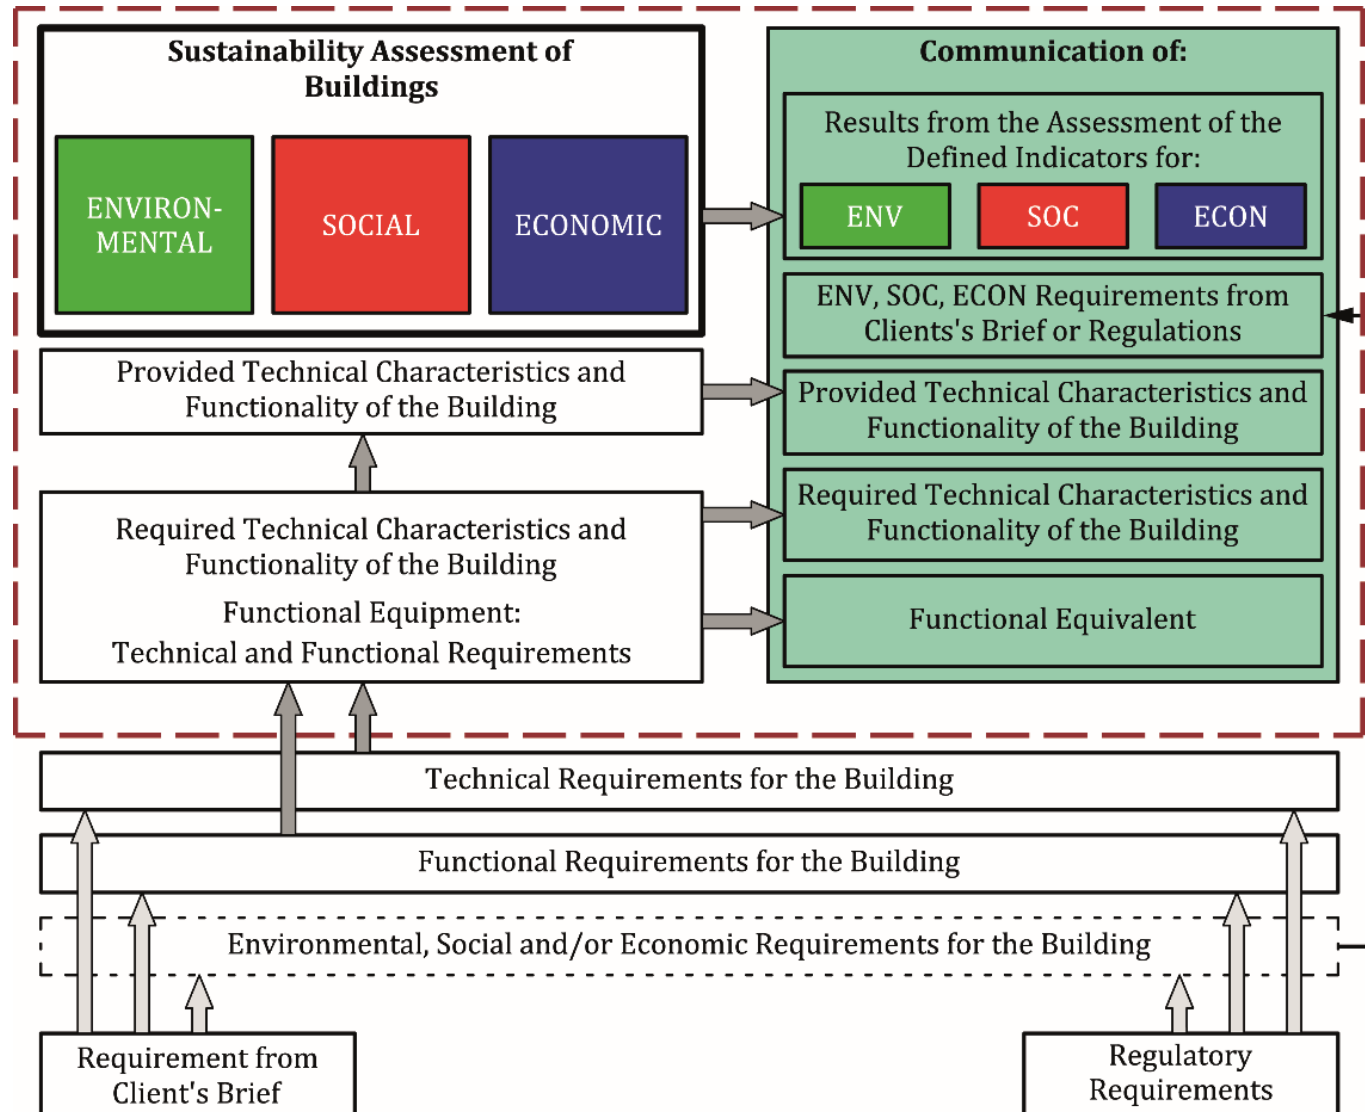 Sustainability Assessment of
Buildings
ENVIRON-
MENTAL
SOCIAL
ECONOMIC
Provided Technical Characteristics and
Functionality of the Building
Required Technical Characteristics and
Functionality of the Building
Functional Equipment:
Technical and Functional Requirements
Communication of:
Results from the Assessment of the
Defined Indicators for:
ENV
SOC
ECON
ENV, SOC, ECON Requirements from
Clients's Brief or Regulations
Provided Technical Characteristics and
Functionality of the Building
Required Technical Characteristics and
Functionality of the Building
Functional Equivalent
Technical Requirements for the Building
Functional Requirements for the Building
Environmental, Social and/or Economic Requirements for the Building
Requirement from
Client's Brief
Regulatory
Requirements